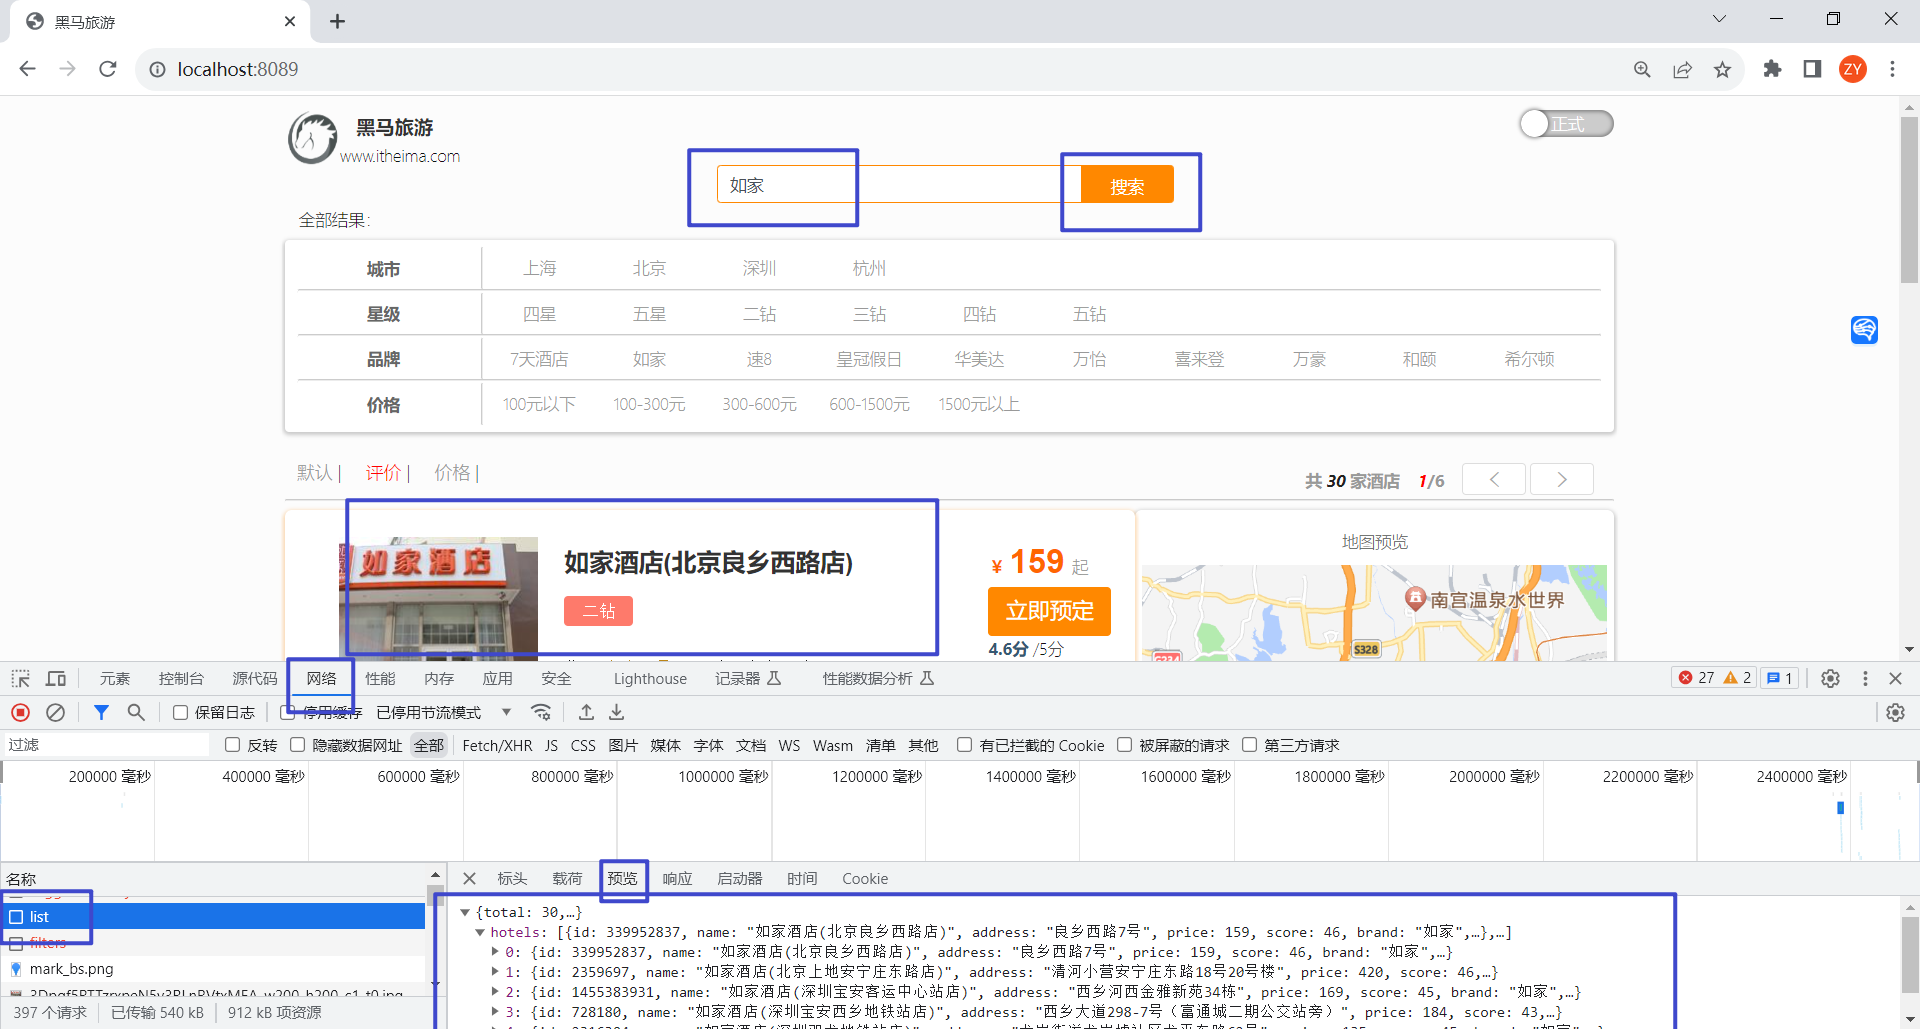 黑马旅游
localhost:8089
ZY
黑马旅游
www.itheima.com
正式
如家
搜索
全部结果:
城市 上海 北京 深圳 杭州
星级 四星 五星 二钻 三钻 四钻 五钻
品牌 7天酒店 如家 速8 皇冠假日 华美达 万怡 喜来登 万豪 和颐 希尔顿
价格 100元以下 100-300元 300-600元 600-1500元 1500元以上
默认| 评价| 价格|
共 30 家酒店 1/6
如家酒店
如家酒店(北京良乡西路店)
二钻
¥ 159 起
立即预定
4.6分 /5分
地图预览
南宫温泉水世界
S328
元素 控制台 源代码 网络 性能 内存 应用 安全 Lighthouse 记录器 性能数据分析 27 2 1
保留日志 停用缓存 已停用节流模式
过滤 反转 隐藏数据网址 全部 Fetch/XHR JS CSS 图片 媒体 字体 文档 WS Wasm 清单 其他 有已拦截的 Cookie 被屏蔽的请求 第三方请求
200000 毫秒 400000 毫秒 600000 毫秒 800000 毫秒 1000000 毫秒 1200000 毫秒 1400000 毫秒 1600000 毫秒 1800000 毫秒 2000000 毫秒 2200000 毫秒 2400000 毫秒
名称
list
filters
mark_bs.png
397 个请求 已传输 540 kB 912 kB 项资源
标头 载荷 预览 响应 启动器 时间 Cookie
{total: 30,…}
hotels: [{id: 339952837, name: "如家酒店(北京良乡西路店)", address: "良乡西路7号", price: 159, score: 46, brand: "如家",…},…]
0: {id: 339952837, name: "如家酒店(北京良乡西路店)", address: "良乡西路7号", price: 159, score: 46, brand: "如家",…}
1: {id: 2359697, name: "如家酒店(北京上地安宁庄东路店)", address: "清河小营安宁庄东路18号20号楼", price: 420, score: 46,…}
2: {id: 1455383931, name: "如家酒店(深圳宝安客运中心站店)", address: "西乡河西金雅新苑34栋", price: 169, score: 45, brand: "如家",…}
3: {id: 728180, name: "如家酒店(深圳宝安西乡地铁站店)", address: "西乡大道298-7号（富通城二期公交站旁）", price: 184, score: 43,…}